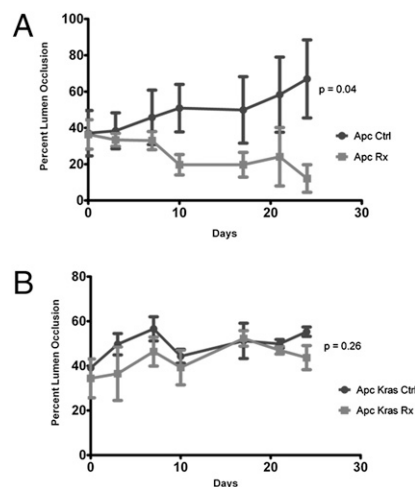 A
100
80
60
40
20
0
Percent Lumen Occlusion
0 10 20 30
Days
p = 0.04
Apc Ctrl
Apc Rx
B
80
60
40
20
0
Percent Lumen Occlusion
0 10 20 30
Days
p = 0.26
Apc Kras Ctrl
Apc Kras Rx